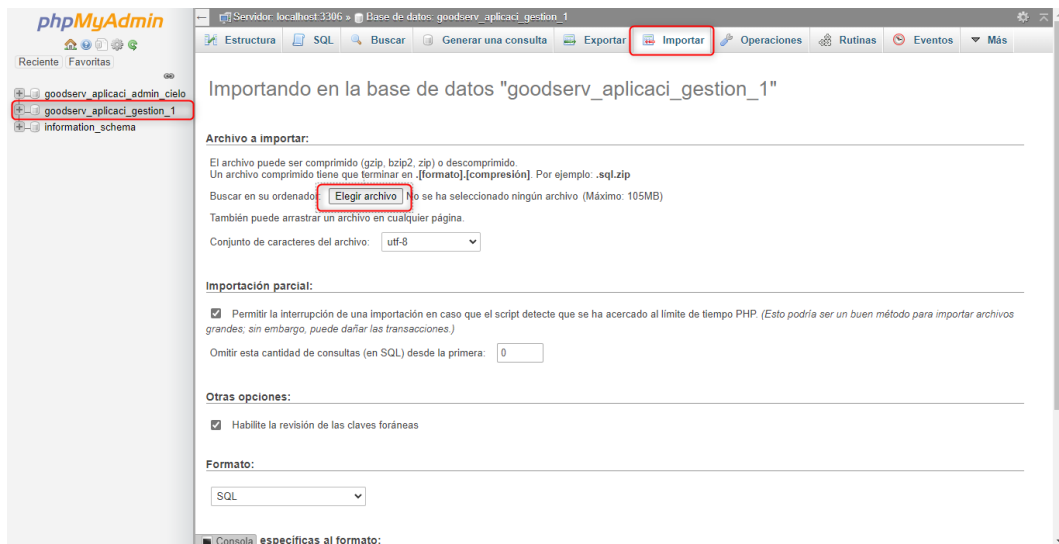 phpMyAdmin
Reciente Favoritas
goodserv_aplicaci_admin_cielo
goodserv_aplicaci_gestion_1
information_schema
Servidor: localhost:3306 » Base de datos: goodserv_aplicaci_gestion_1
Estructura SQL Buscar Generar una consulta Exportar Importar Operaciones Rutinas Eventos Más
Importando en la base de datos "goodserv_aplicaci_gestion_1"
Archivo a importar:
El archivo puede ser comprimido (gzip, bzip2, zip) o descomprimido.
Un archivo comprimido tiene que terminar en .[formato].[compresión]. Por ejemplo: .sql.zip
Buscar en su ordenador: Elegir archivo No se ha seleccionado ningún archivo (Máximo: 105MB)
También puede arrastrar un archivo en cualquier página.
Conjunto de caracteres del archivo: utf-8
Importación parcial:
Permitir la interrupción de una importación en caso que el script detecte que se ha acercado al límite de tiempo PHP. (Esto podría ser un buen método para importar archivos
grandes; sin embargo, puede dañar las transacciones.)
Omitir esta cantidad de consultas (en SQL) desde la primera: 0
Otras opciones:
Habilite la revisión de las claves foráneas
Formato:
SQL
Consola específicas al formato: